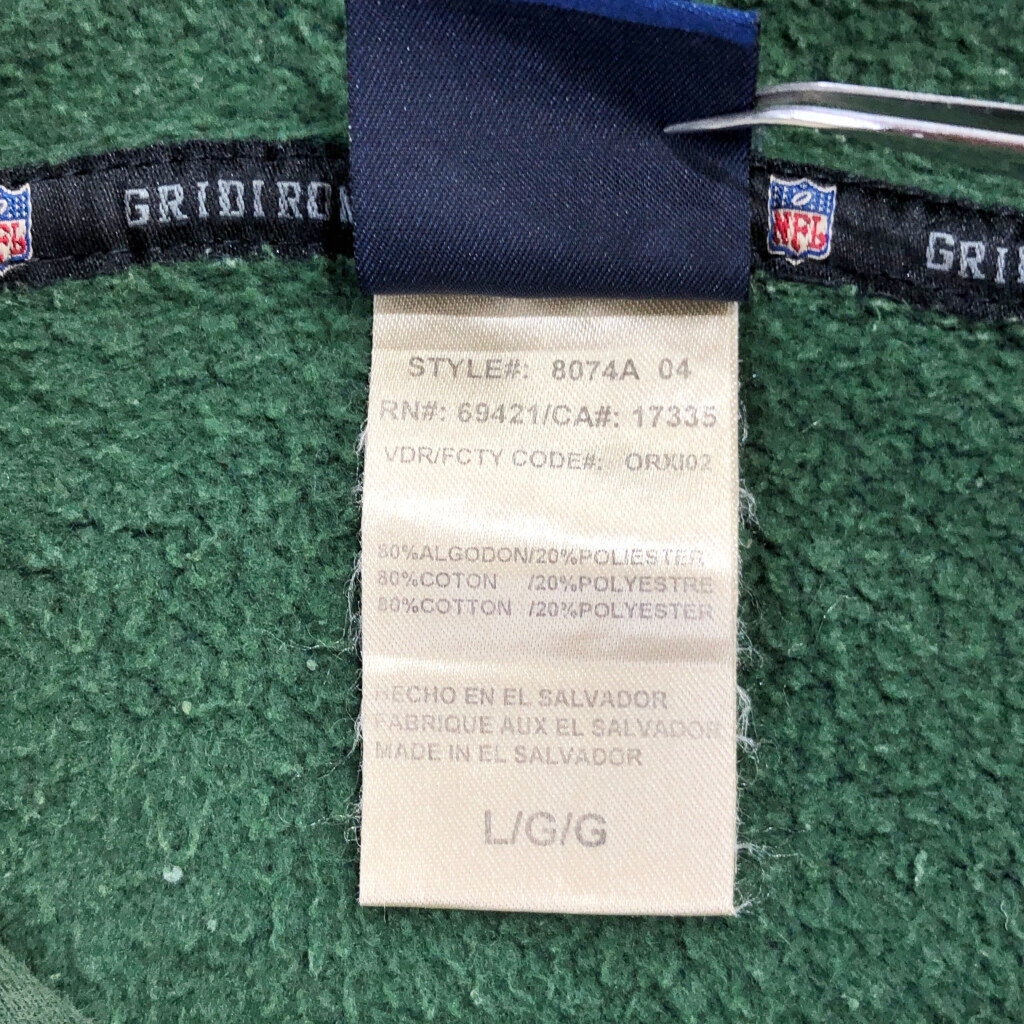 GRIDIRON
NFL
NFL
GRI
STYLE#: 8074A 04
RN#: 69421/CA#: 17335
VDR/FCTY CODE#:
80%ALGODON/20%POLIESTER
80%COTON /20%POLYESTRE
80%COTTON /20%POLYESTER
HECHO EN EL SALVADOR
FABRIQUE AUX EL SALVADOR
MADE IN EL SALVADOR
L/G/G